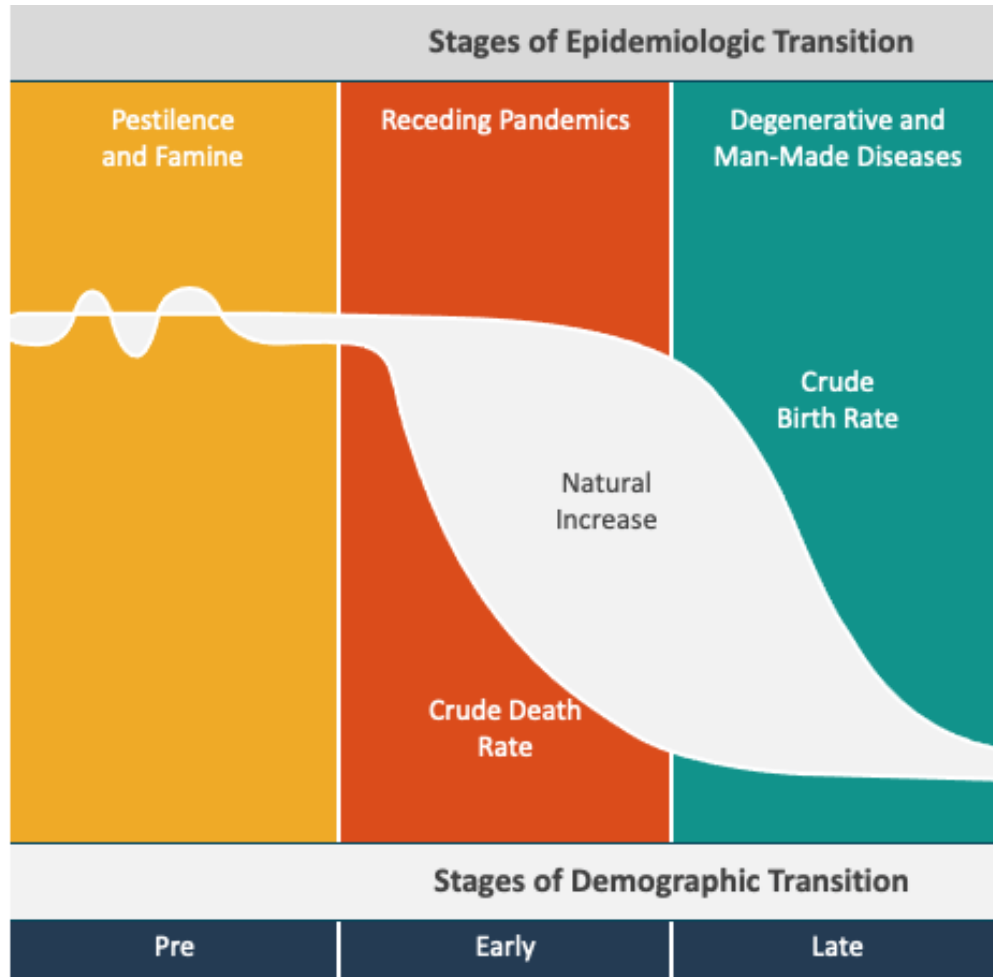 Stages of Epidemiologic Transition
Pestilence
and Famine
Receding Pandemics
Degenerative and
Man-Made Diseases
Crude
Birth Rate
Natural
Increase
Crude Death
Rate
Stages of Demographic Transition
Pre
Early
Late